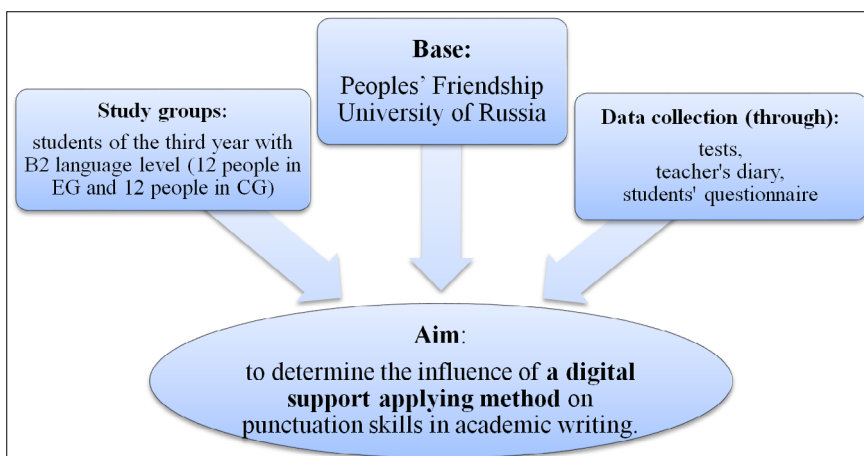 Base:
Peoples' Friendship
University of Russia
Study groups:
students of the third year with
B2 language level (12 people in
EG and 12 people in CG)
Data collection (through):
tests,
teacher's diary,
students' questionnaire
Aim:
to determine the influence of a digital
support applying method on
punctuation skills in academic writing.